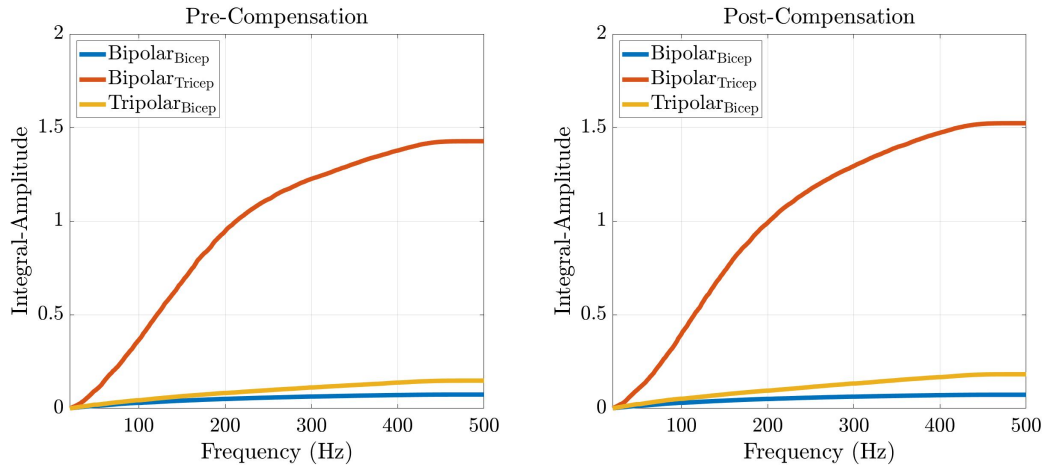 Pre-Compensation
2
Bipolar_Bicep
Bipolar_Tricep
Tripolar_Bicep
1.5
1
0.5
0
Integral-Amplitude
100 200 300 400 500
Frequency (Hz)
Post-Compensation
2
Bipolar_Bicep
Bipolar_Tricep
Tripolar_Bicep
1.5
1
0.5
0
Integral-Amplitude
100 200 300 400 500
Frequency (Hz)